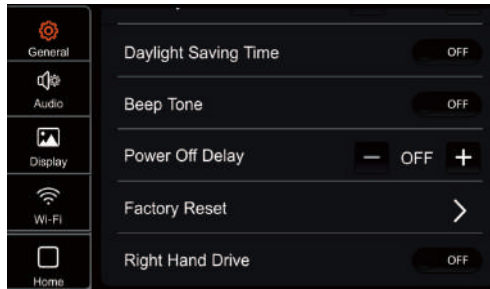 General
Audio
Display
Wi-Fi
Home
Daylight Saving Time OFF
Beep Tone OFF
Power Off Delay — OFF +
Factory Reset >
Right Hand Drive OFF